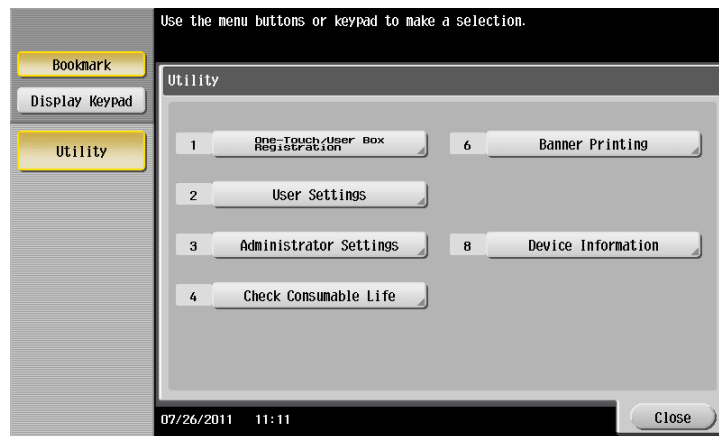 Use the menu buttons or keypad to make a selection.
Bookmark
Display Keypad
Utility
Utility
1 One-Touch/User Box
Registration
6 Banner Printing
2 User Settings
3 Administrator Settings
8 Device Information
4 Check Consumable Life
07/26/2011 11:11
Close